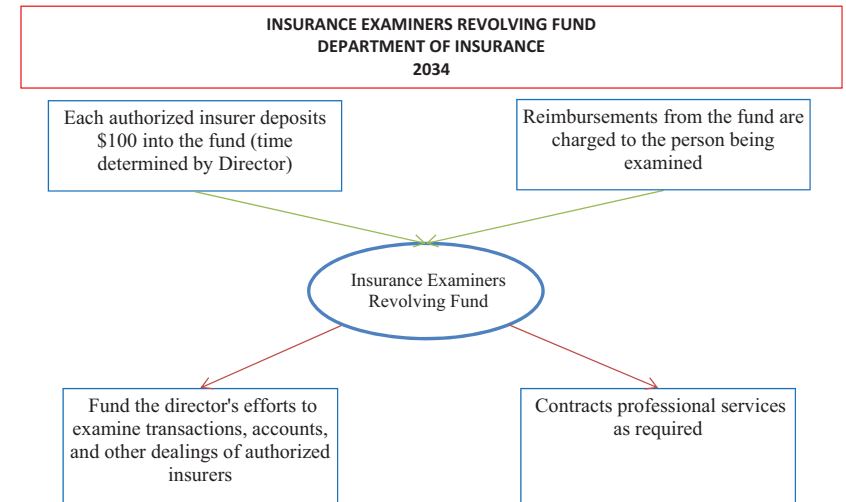 INSURANCE EXAMINERS REVOLVING FUND
DEPARTMENT OF INSURANCE
2034
Each authorized insurer deposits
$100 into the fund (time
determined by Director)
Reimbursements from the fund are
charged to the person being
examined
Insurance Examiners
Revolving Fund
Fund the director's efforts to
examine transactions, accounts,
and other dealings of authorized
insurers
Contracts professional services
as required